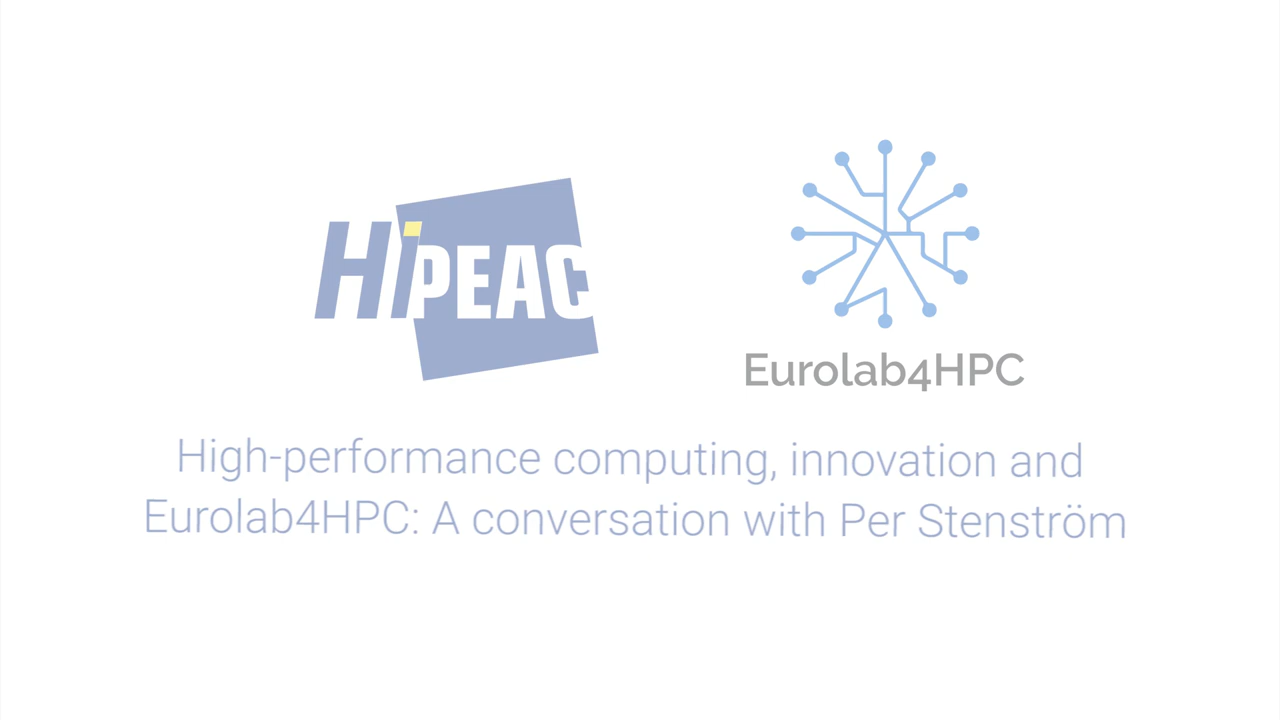 HiPEAC
Eurolab4HPC
High-performance computing, innovation and
Eurolab4HPC: A conversation with Per Stenström